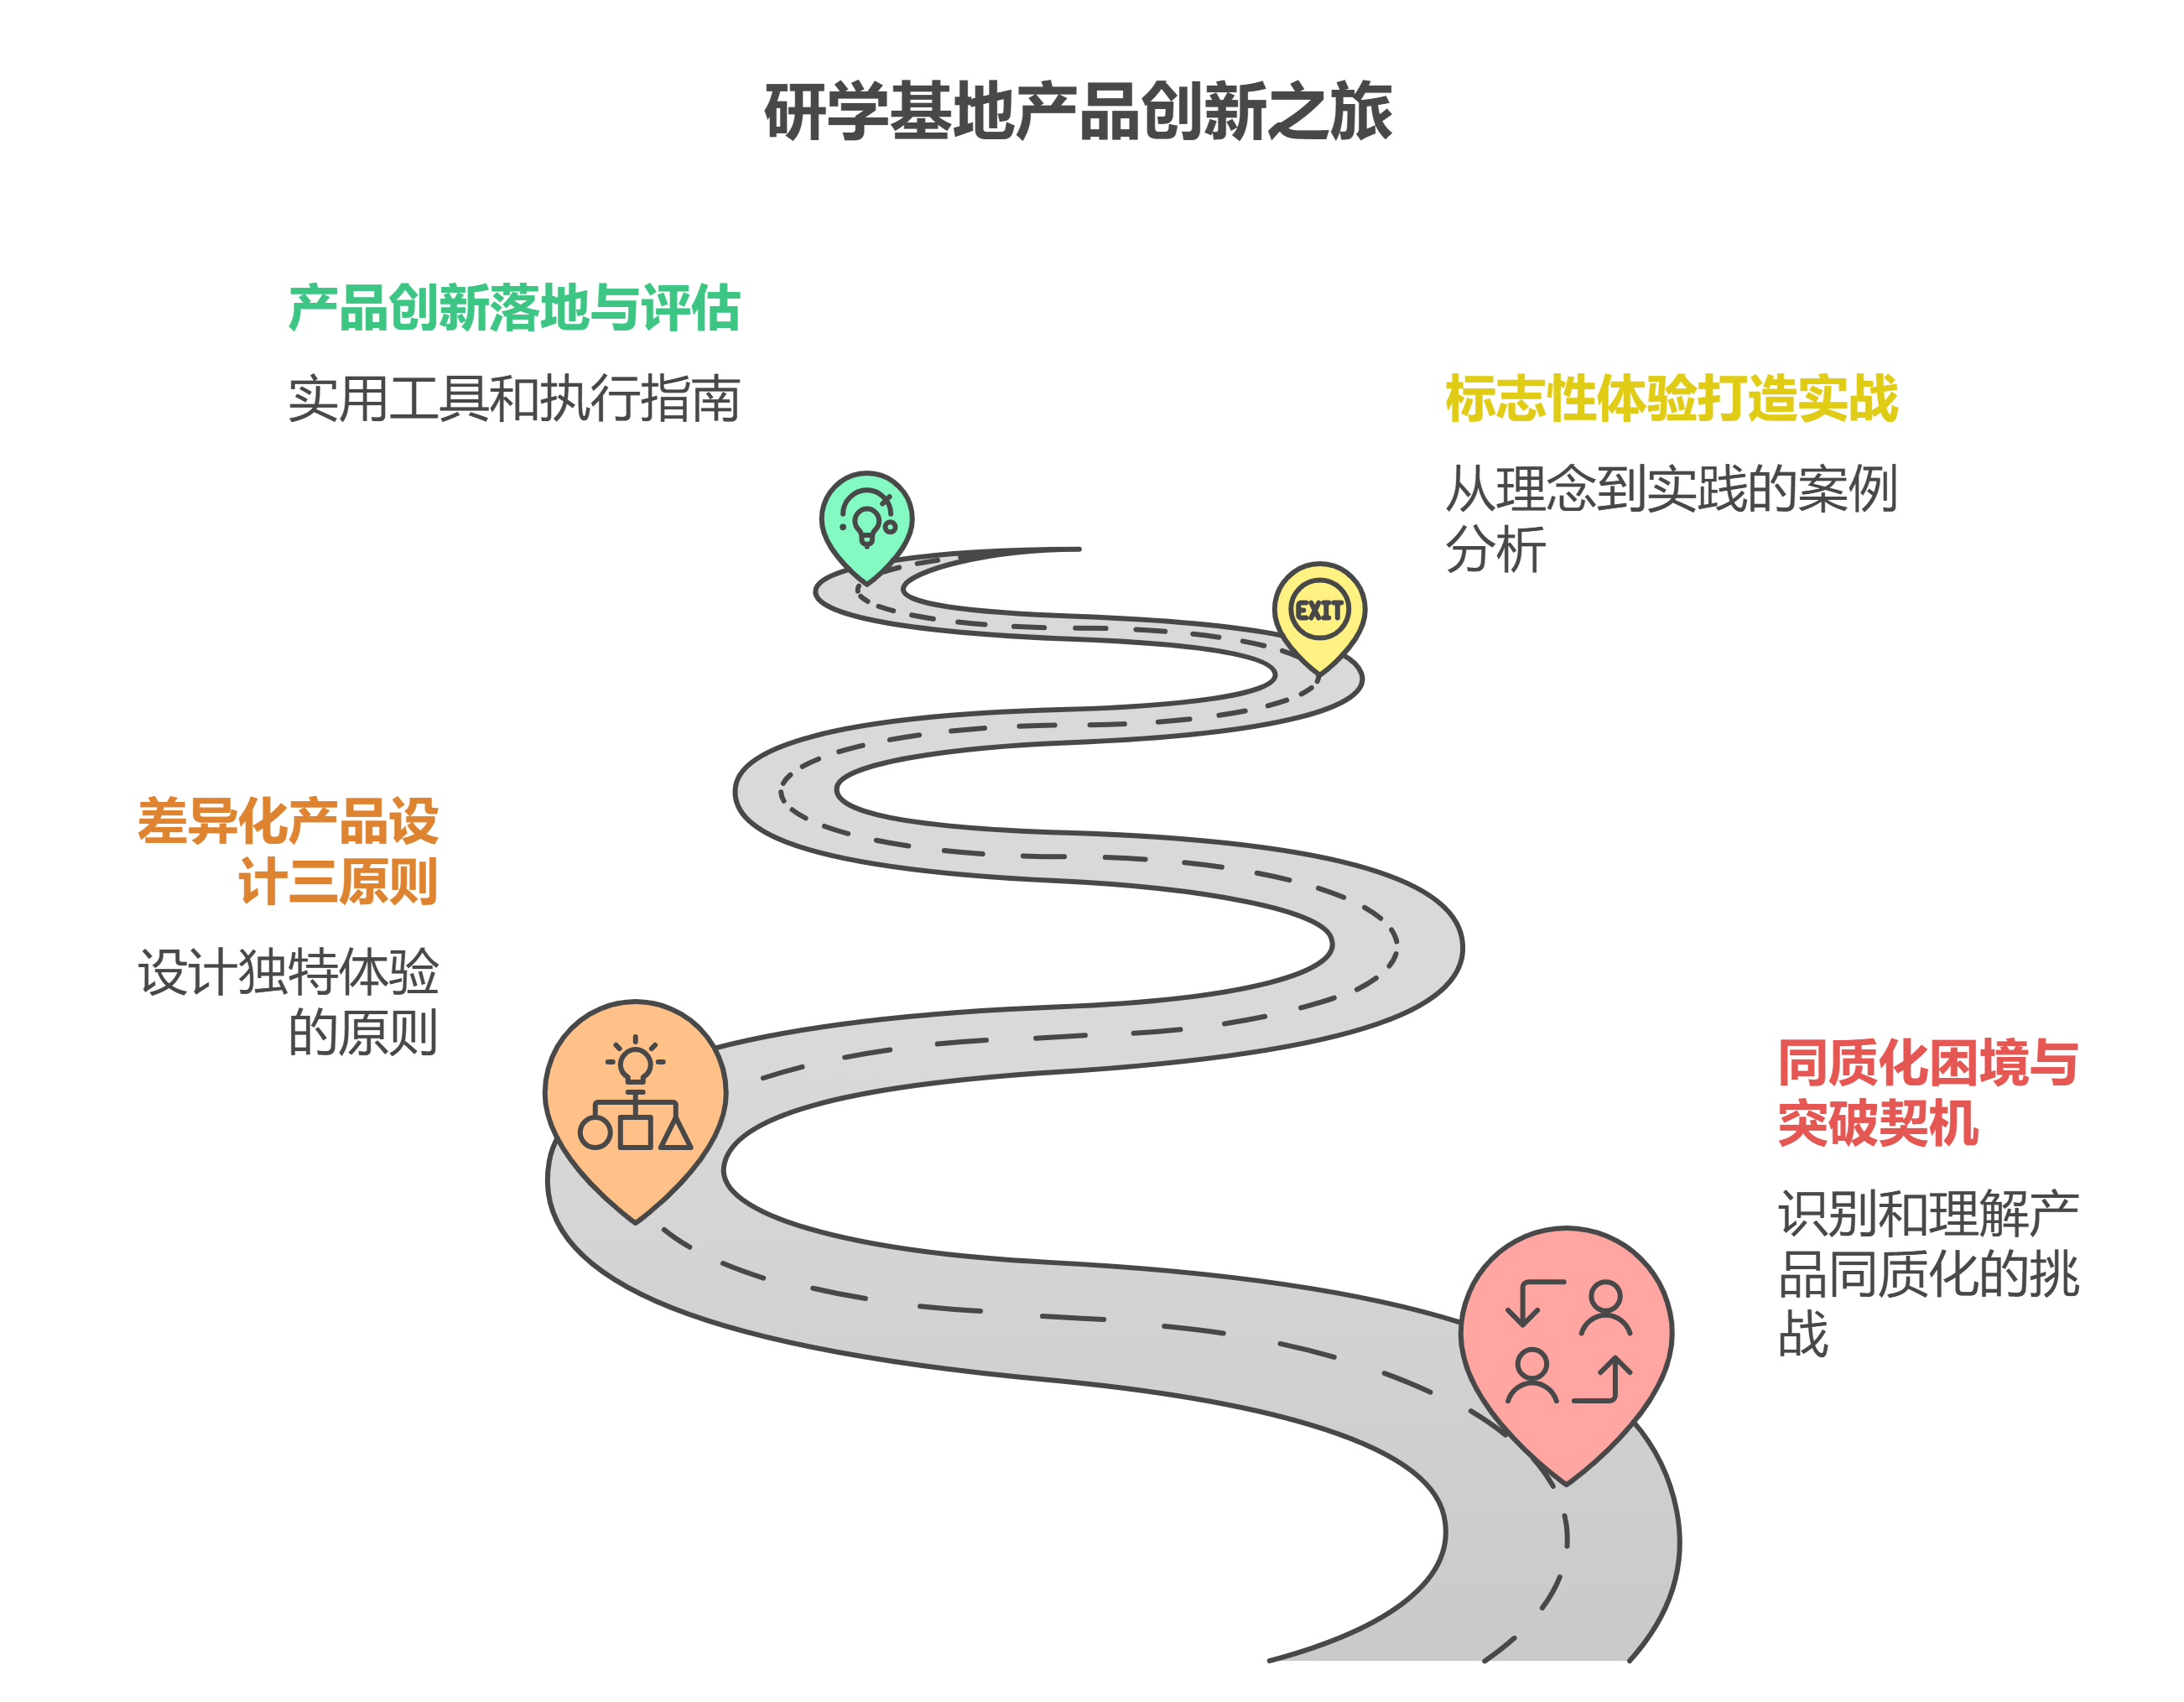 研学基地产品创新之旅
产品创新落地与评估
实用工具和执行指南
标志性体验打造实战
从理念到实践的案例
分析
EXIT
差异化产品设
计三原则
设计独特体验
的原则
同质化困境与
突破契机
识别和理解产
品同质化的挑
战